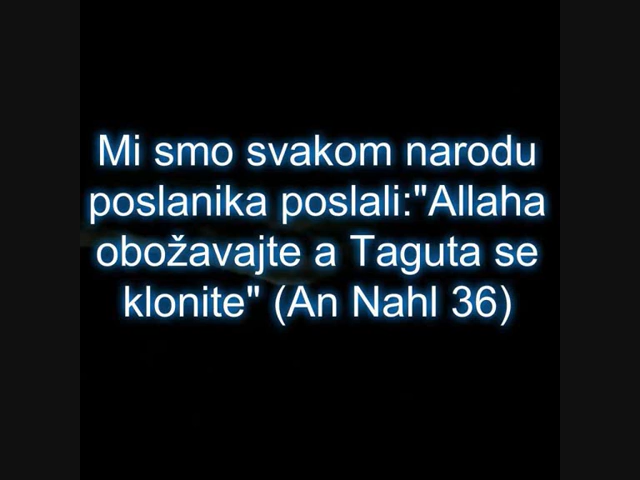 Mi smo svakom narodu
poslanika poslali:"Allaha
obožavajte a Taguta se
klonite" (An Nahl 36)